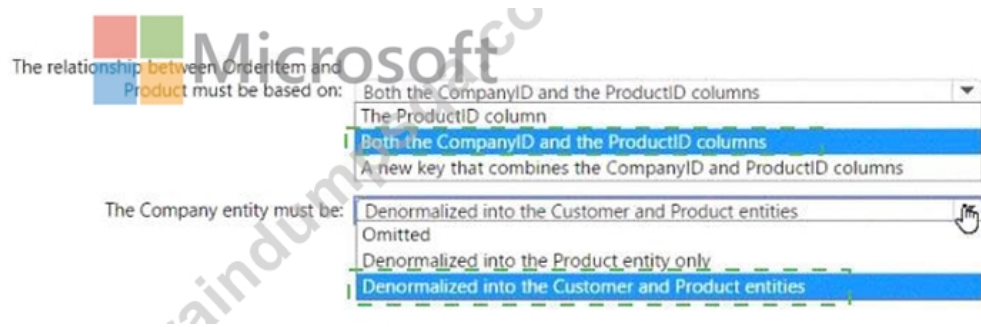 Microsoft
The relationship between OrderItem and
Product must be based on: Both the CompanyID and the ProductID columns
The ProductID column
Both the CompanyID and the ProductID columns
A new key that combines the CompanyID and ProductID columns
The Company entity must be: Denormalized into the Customer and Product entities
Omitted
Denormalized into the Product entity only
Denormalized into the Customer and Product entities